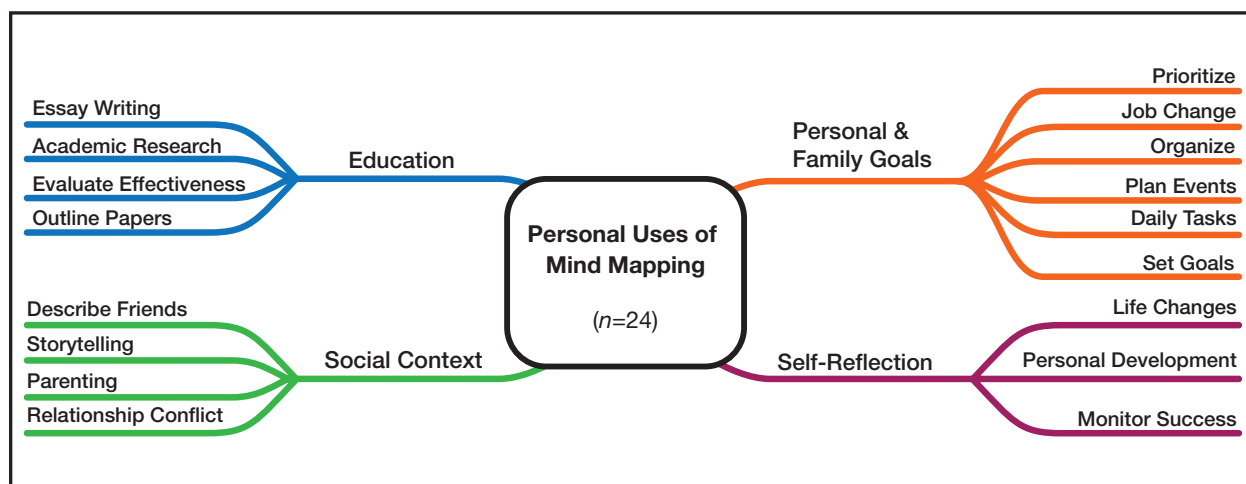 Personal Uses of
Mind Mapping
(n=24)
Education
Essay Writing
Academic Research
Evaluate Effectiveness
Outline Papers
Social Context
Describe Friends
Storytelling
Parenting
Relationship Conflict
Personal &
Family Goals
Prioritize
Job Change
Organize
Plan Events
Daily Tasks
Set Goals
Self-Reflection
Life Changes
Personal Development
Monitor Success